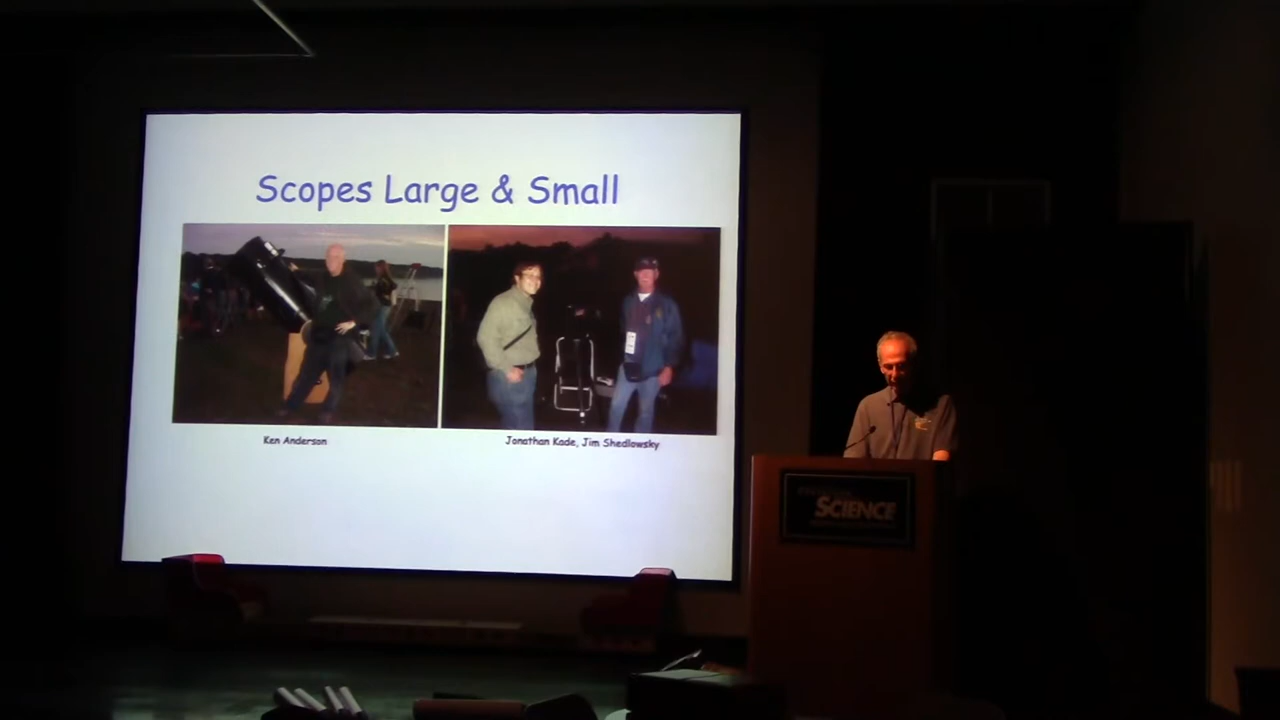 Scopes Large & Small
Ken Anderson
Jonathan Kade, Jim Shedlowsky
SCIENCE